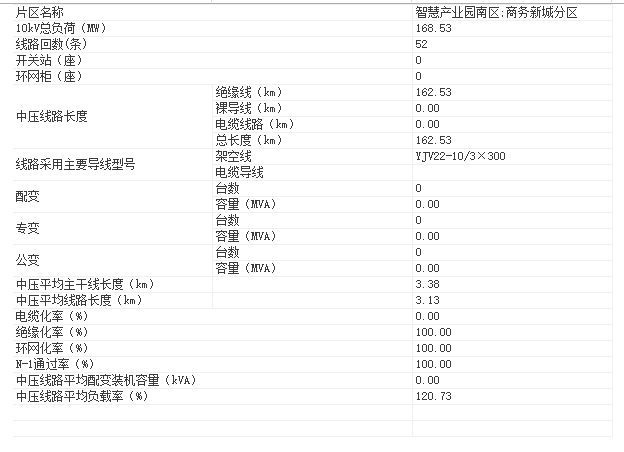 片区名称 智慧产业园南区;商务新城分区
10kV总负荷（MW） 168.53
线路回数(条) 52
开关站（座） 0
环网柜（座） 0
中压线路长度 绝缘线（km） 162.53
裸导线（km） 0.00
电缆线路（km） 0.00
总长度（km） 162.53
线路采用主要导线型号 架空线 YJV22-10/3×300
电缆导线
配变 台数 0
容量（MVA） 0.00
专变 台数 0
容量（MVA） 0.00
公变 台数 0
容量（MVA） 0.00
中压平均主干线长度（km） 3.38
中压平均线路长度（km） 3.13
电缆化率（%） 0.00
绝缘化率（%） 100.00
环网化率（%） 100.00
N-1通过率（%） 100.00
中压线路平均配变装机容量（kVA） 0.00
中压线路平均负载率（%） 120.73